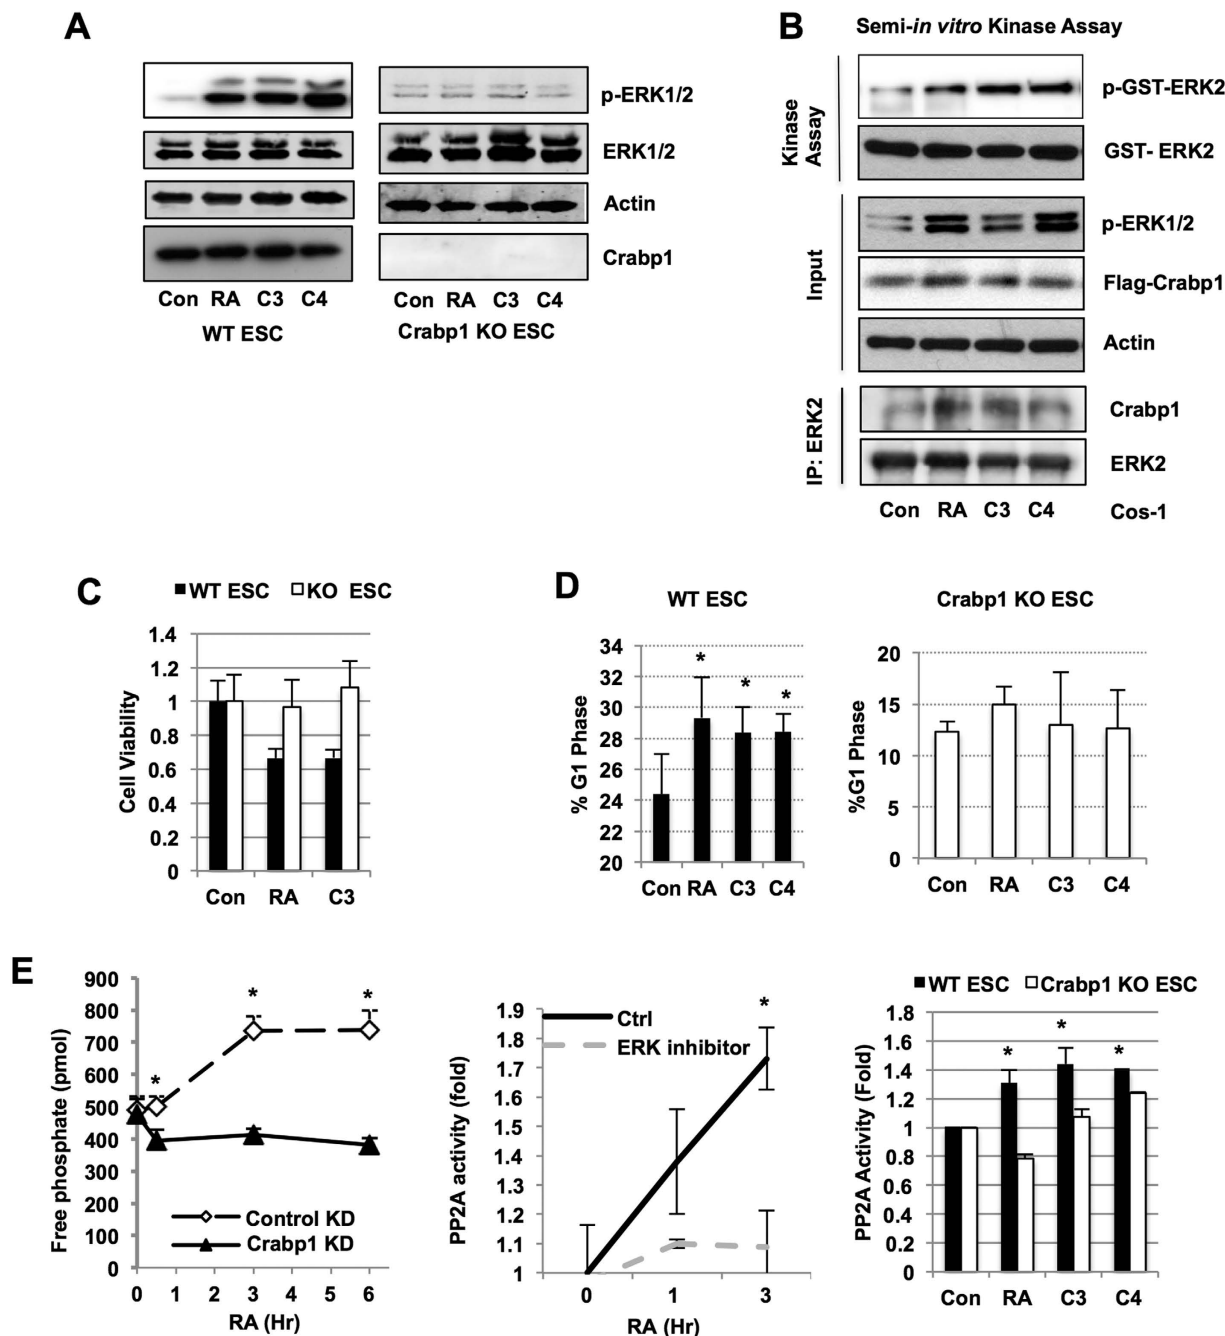 A
p-ERK1/2
ERK1/2
Actin
Crabp1
Con RA C3 C4
WT ESC
Con RA C3 C4
Crabp1 KO ESC
B
Semi-in vitro Kinase Assay
Kinase
Assay
p-GST-ERK2
GST- ERK2
Input
p-ERK1/2
Flag-Crabp1
Actin
IP: ERK2
Crabp1
ERK2
Con RA C3 C4 Cos-1
C
WT ESC KO ESC
Cell Viability
1.4
1.2
1
0.8
0.6
0.4
0.2
0
Con RA C3
D
WT ESC
% G1 Phase
34
32
30
28
26
24
22
20
* * *
Con RA C3 C4
Crabp1 KO ESC
%G1 Phase
20
15
10
5
0
Con RA C3 C4
E
Free phosphate (pmol)
900
800
700
600
500
400
300
200
100
0
* * *
Control KD
Crabp1 KD
0 1 2 3 4 5 6
RA (Hr)
PP2A activity (fold)
1.9
1.8
1.7
1.6
1.5
1.4
1.3
1.2
1.1
1
Ctrl
ERK inhibitor
*
0 1 3
RA (Hr)
WT ESC Crabp1 KO ESC
PP2A Activity (Fold)
1.8
1.6
1.4
1.2
1
0.8
0.6
0.4
0.2
0
* * *
Con RA C3 C4